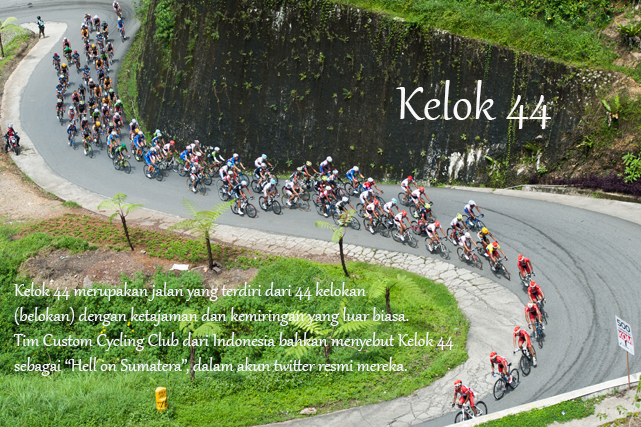 Kelok 44
Kelok 44 merupakan jalan yang terdiri dari 44 kelokan
(belokan) dengan ketajaman dan kemiringan yang luar biasa.
Tim Custom Cycling Club dari Indonesia bahkan menyebut Kelok 44
sebagai “Hell on Sumatera” dalam akun twitter resmi mereka.